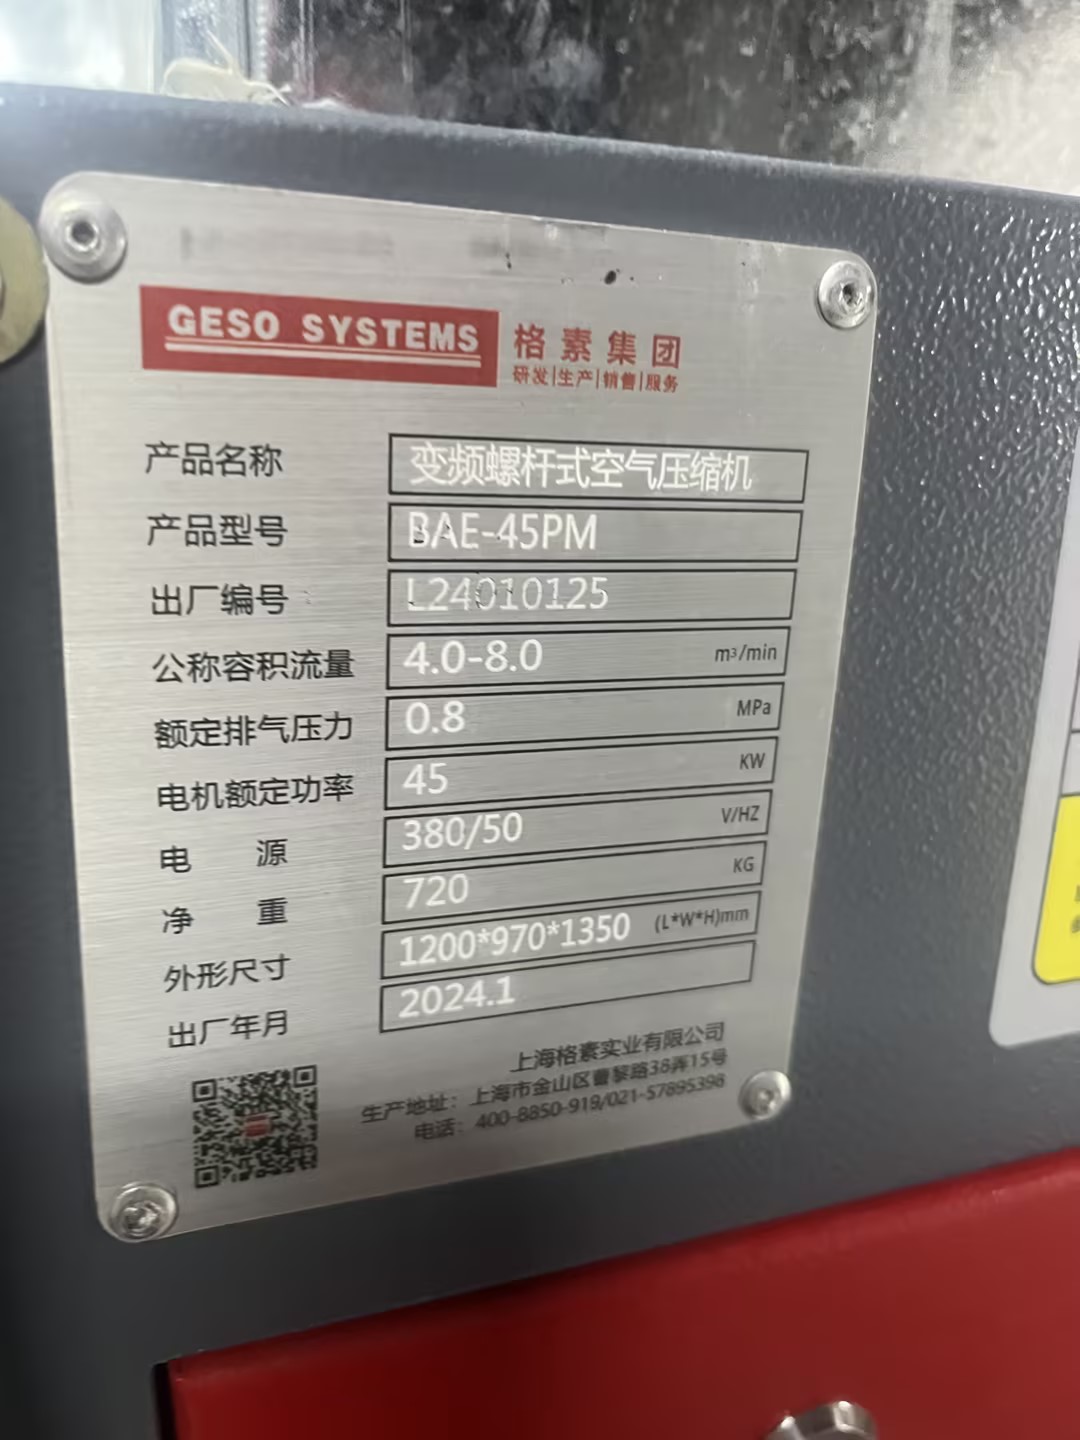 GESO SYSTEMS 格素集团
研发|生产|销售|服务
产品名称 变频螺杆式空气压缩机
产品型号 BAE-45PM
出厂编号 L24010125
公称容积流量 4.0-8.0 m³/min
额定排气压力 0.8 MPa
电机额定功率 45 KW
电源 380/50 V/HZ
净重 720 KG
外形尺寸 1200*970*1350 (L*W*H)mm
出厂年月 2024.1
上海格素实业有限公司
生产地址：上海市金山区曹黎路38弄15号
电话：400-8850-919/021-57895398